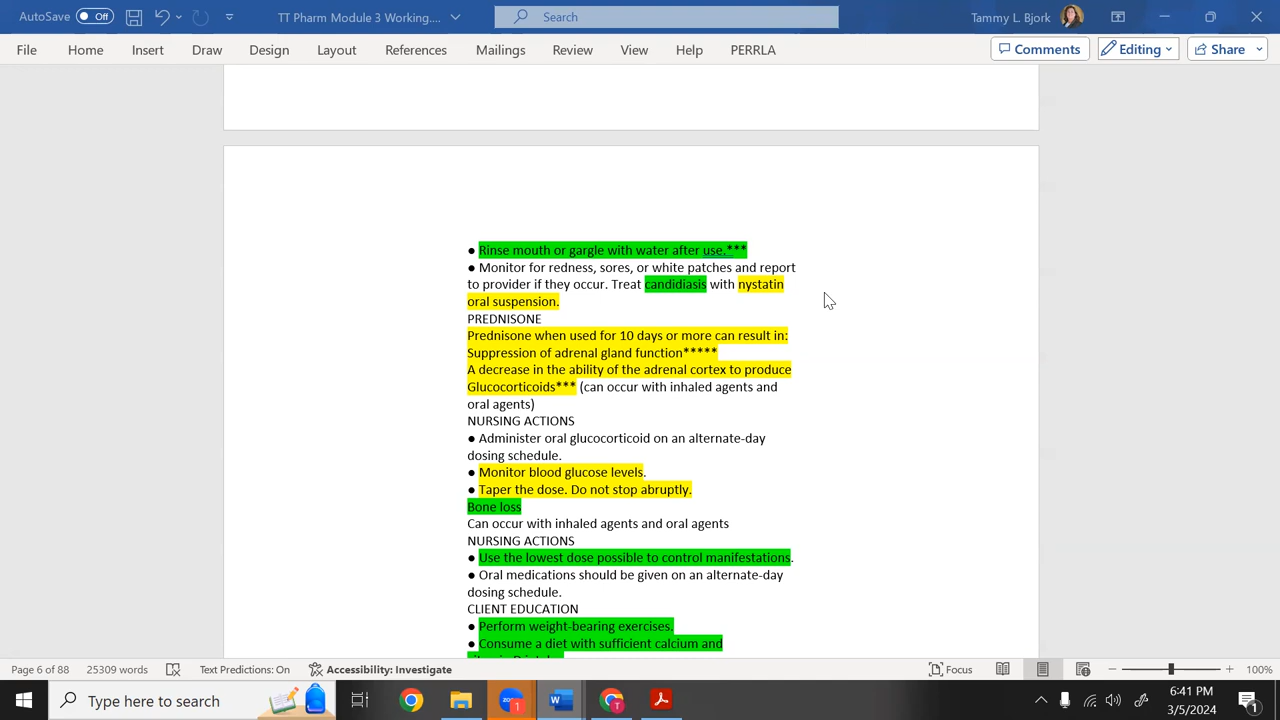 AutoSave Off TT Pharm Module 3 Working.... Search Tammy L. Bjork
File Home Insert Draw Design Layout References Mailings Review View Help PERRLA Comments Editing Share
● Rinse mouth or gargle with water after use.***
● Monitor for redness, sores, or white patches and report
to provider if they occur. Treat candidiasis with nystatin
oral suspension.
PREDNISONE
Prednisone when used for 10 days or more can result in:
Suppression of adrenal gland function*****
A decrease in the ability of the adrenal cortex to produce
Glucocorticoids*** (can occur with inhaled agents and
oral agents)
NURSING ACTIONS
● Administer oral glucocorticoid on an alternate-day
dosing schedule.
● Monitor blood glucose levels.
● Taper the dose. Do not stop abruptly.
Bone loss
Can occur with inhaled agents and oral agents
NURSING ACTIONS
● Use the lowest dose possible to control manifestations.
● Oral medications should be given on an alternate-day
dosing schedule.
CLIENT EDUCATION
● Perform weight-bearing exercises.
● Consume a diet with sufficient calcium and
Page 6 of 88 25309 words Text Predictions: On Accessibility: Investigate Focus 100%
Type here to search zoom 1 T 6:41 PM
3/5/2024 1